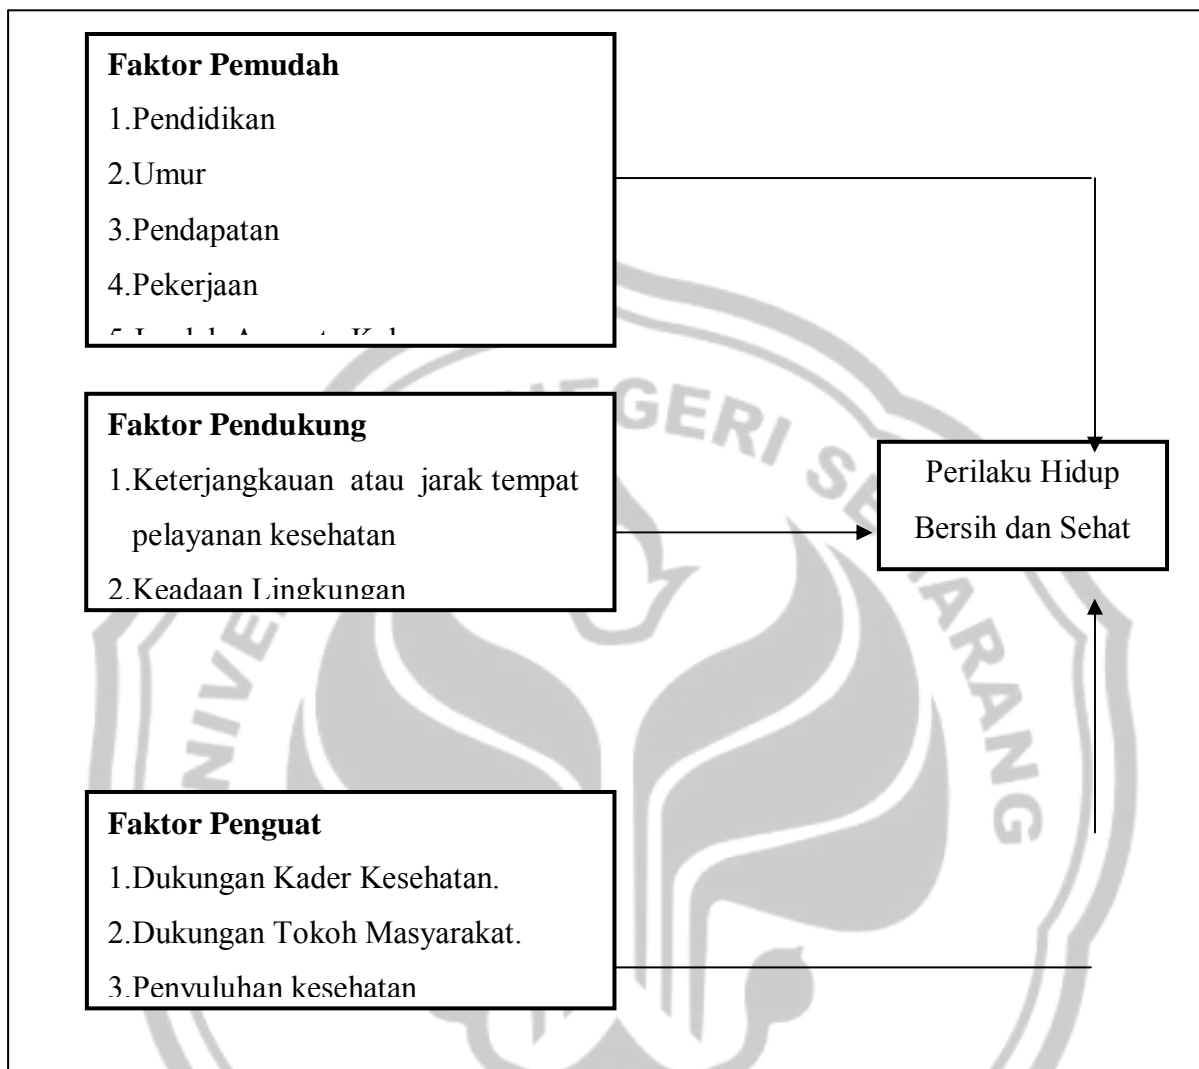 Faktor Pemudah
1.Pendidikan
2.Umur
3.Pendapatan
4.Pekerjaan
Faktor Pendukung
1.Keterjangkauan atau jarak tempat
pelayanan kesehatan
2.Keadaan Lingkungan
Perilaku Hidup
Bersih dan Sehat
Faktor Penguat
1.Dukungan Kader Kesehatan.
2.Dukungan Tokoh Masyarakat.
3.Penyuluhan kesehatan
NEGERI SEMARANG